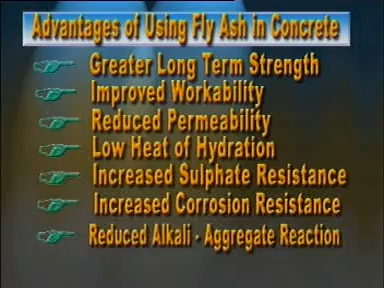 Advantages of Using Fly Ash in Concrete
Greater Long Term Strength
Improved Workability
Reduced Permeability
Low Heat of Hydration
Increased Sulphate Resistance
Increased Corrosion Resistance
Reduced Alkali - Aggregate Reaction